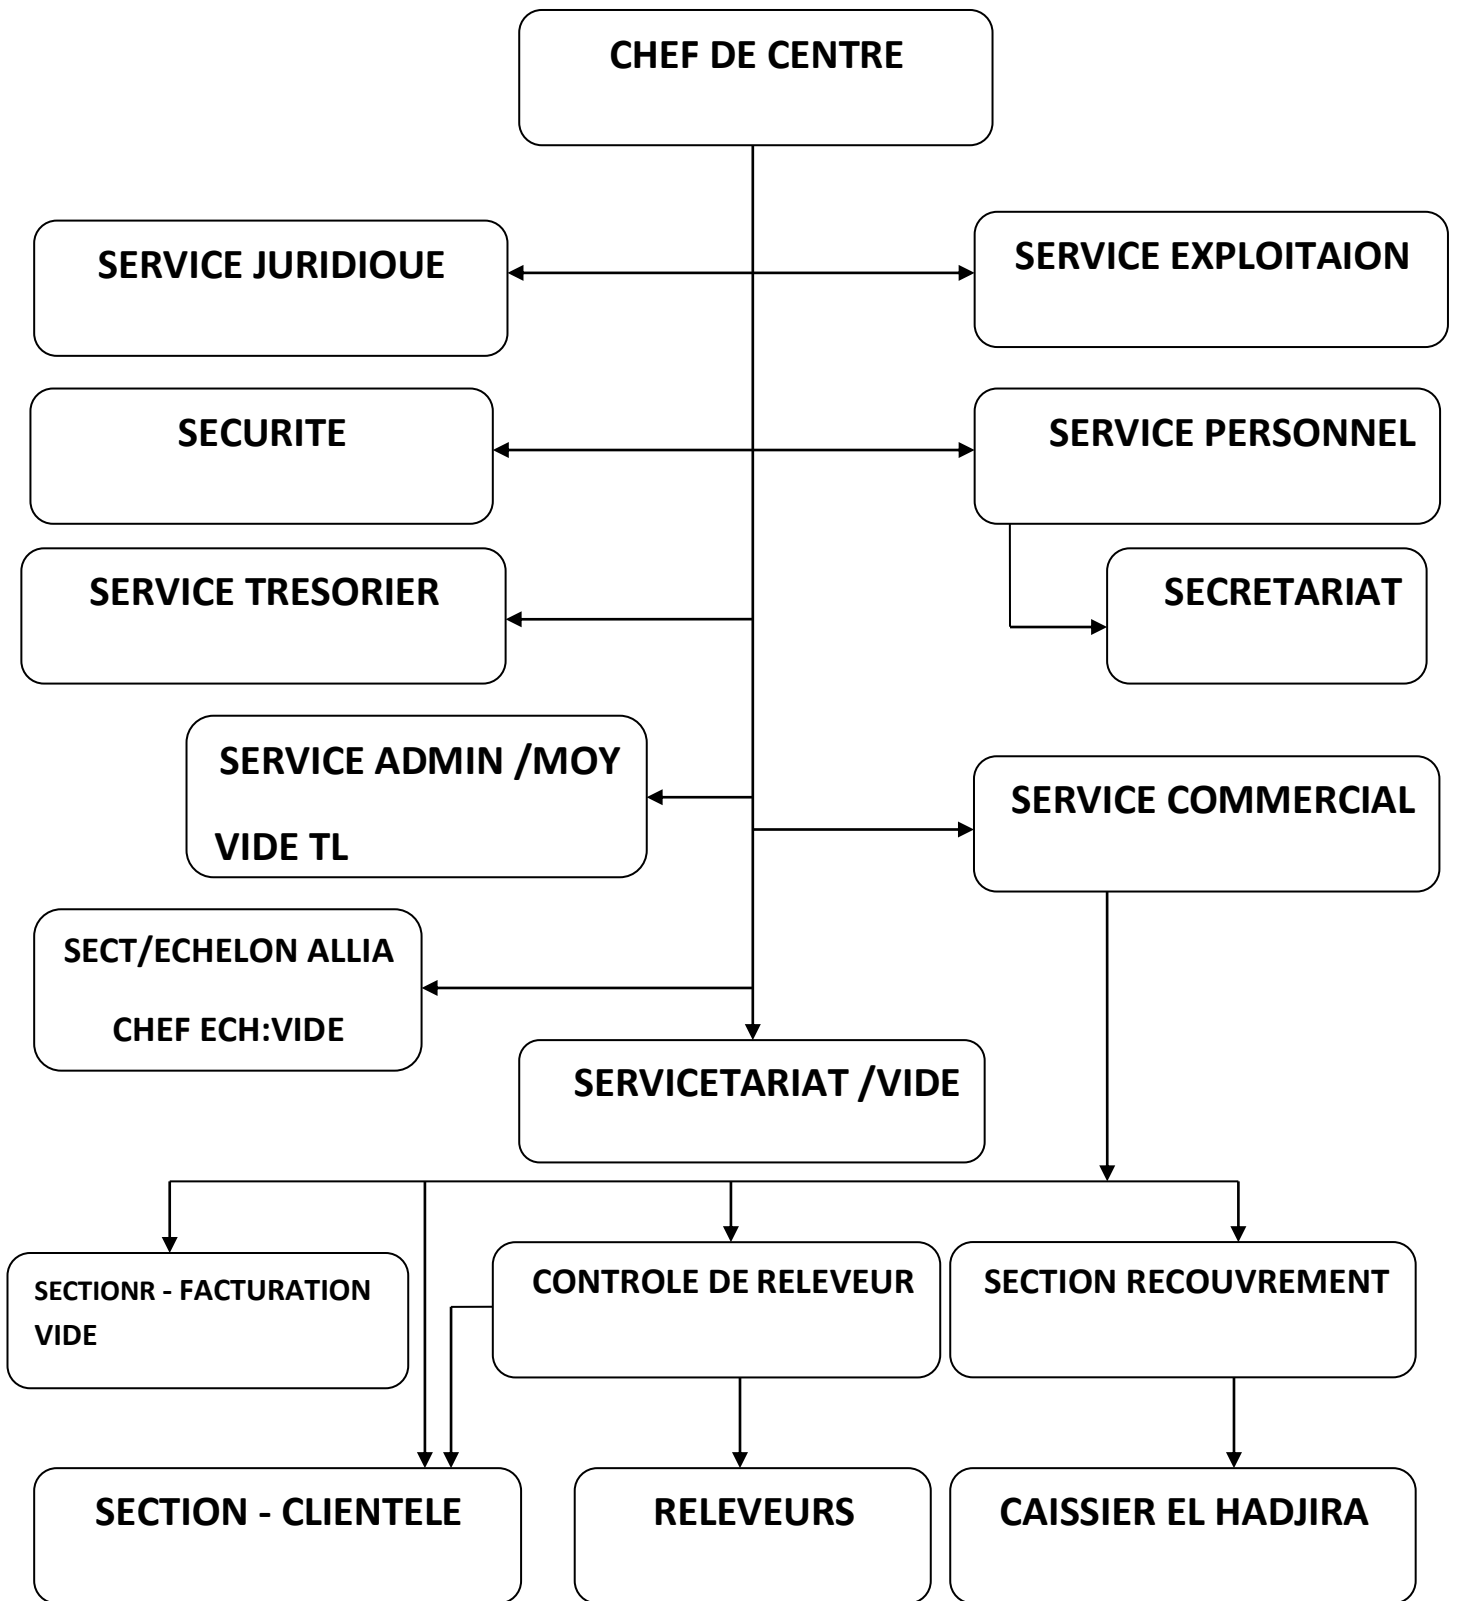 CHEF DE CENTRE
SERVICE JURIDIOUE
SERVICE EXPLOITAION
SECURITE
SERVICE PERSONNEL
SERVICE TRESORIER
SECRETARIAT
SERVICE ADMIN /MOY
VIDE TL
SERVICE COMMERCIAL
SECT/ECHELON ALLIA
CHEF ECH:VIDE
SERVICETARIAT /VIDE
SECTIONR - FACTURATION
VIDE
CONTROLE DE RELEVEUR
SECTION RECOUVREMENT
SECTION - CLIENTELE
RELEVEURS
CAISSIER EL HADJIRA